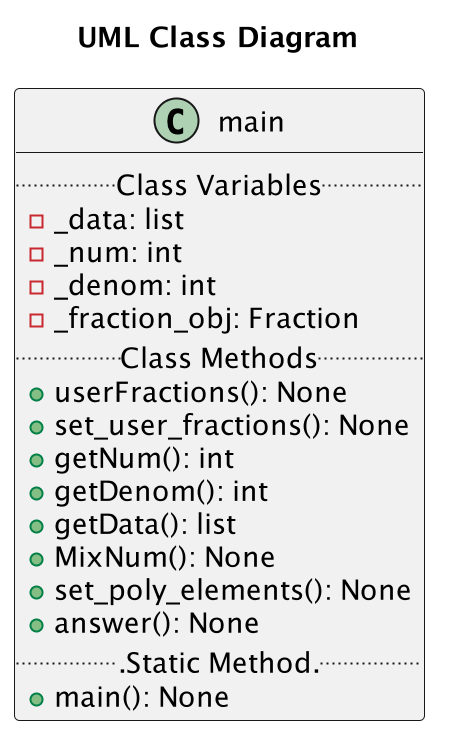 UML Class Diagram
C main
Class Variables
_data: list
_num: int
_denom: int
_fraction_obj: Fraction
Class Methods
userFractions(): None
set_user_fractions(): None
getNum(): int
getDenom(): int
getData(): list
MixNum(): None
set_poly_elements(): None
answer(): None
.Static Method.
main(): None